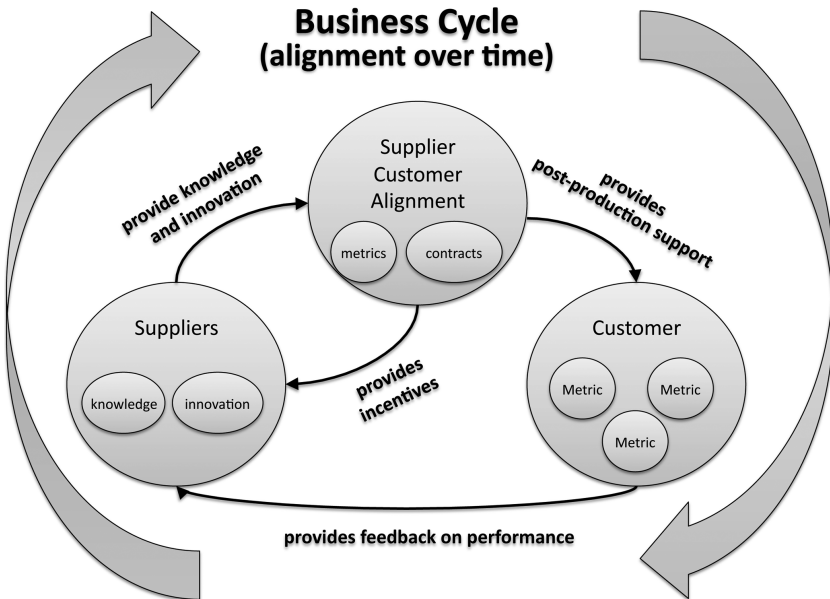 Business Cycle
(alignment over time)
provide knowledge
and innovation
Supplier
Customer
Alignment
metrics
contracts
provides
post-production support
Suppliers
knowledge
innovation
provides
incentives
Customer
Metric
Metric
Metric
provides feedback on performance